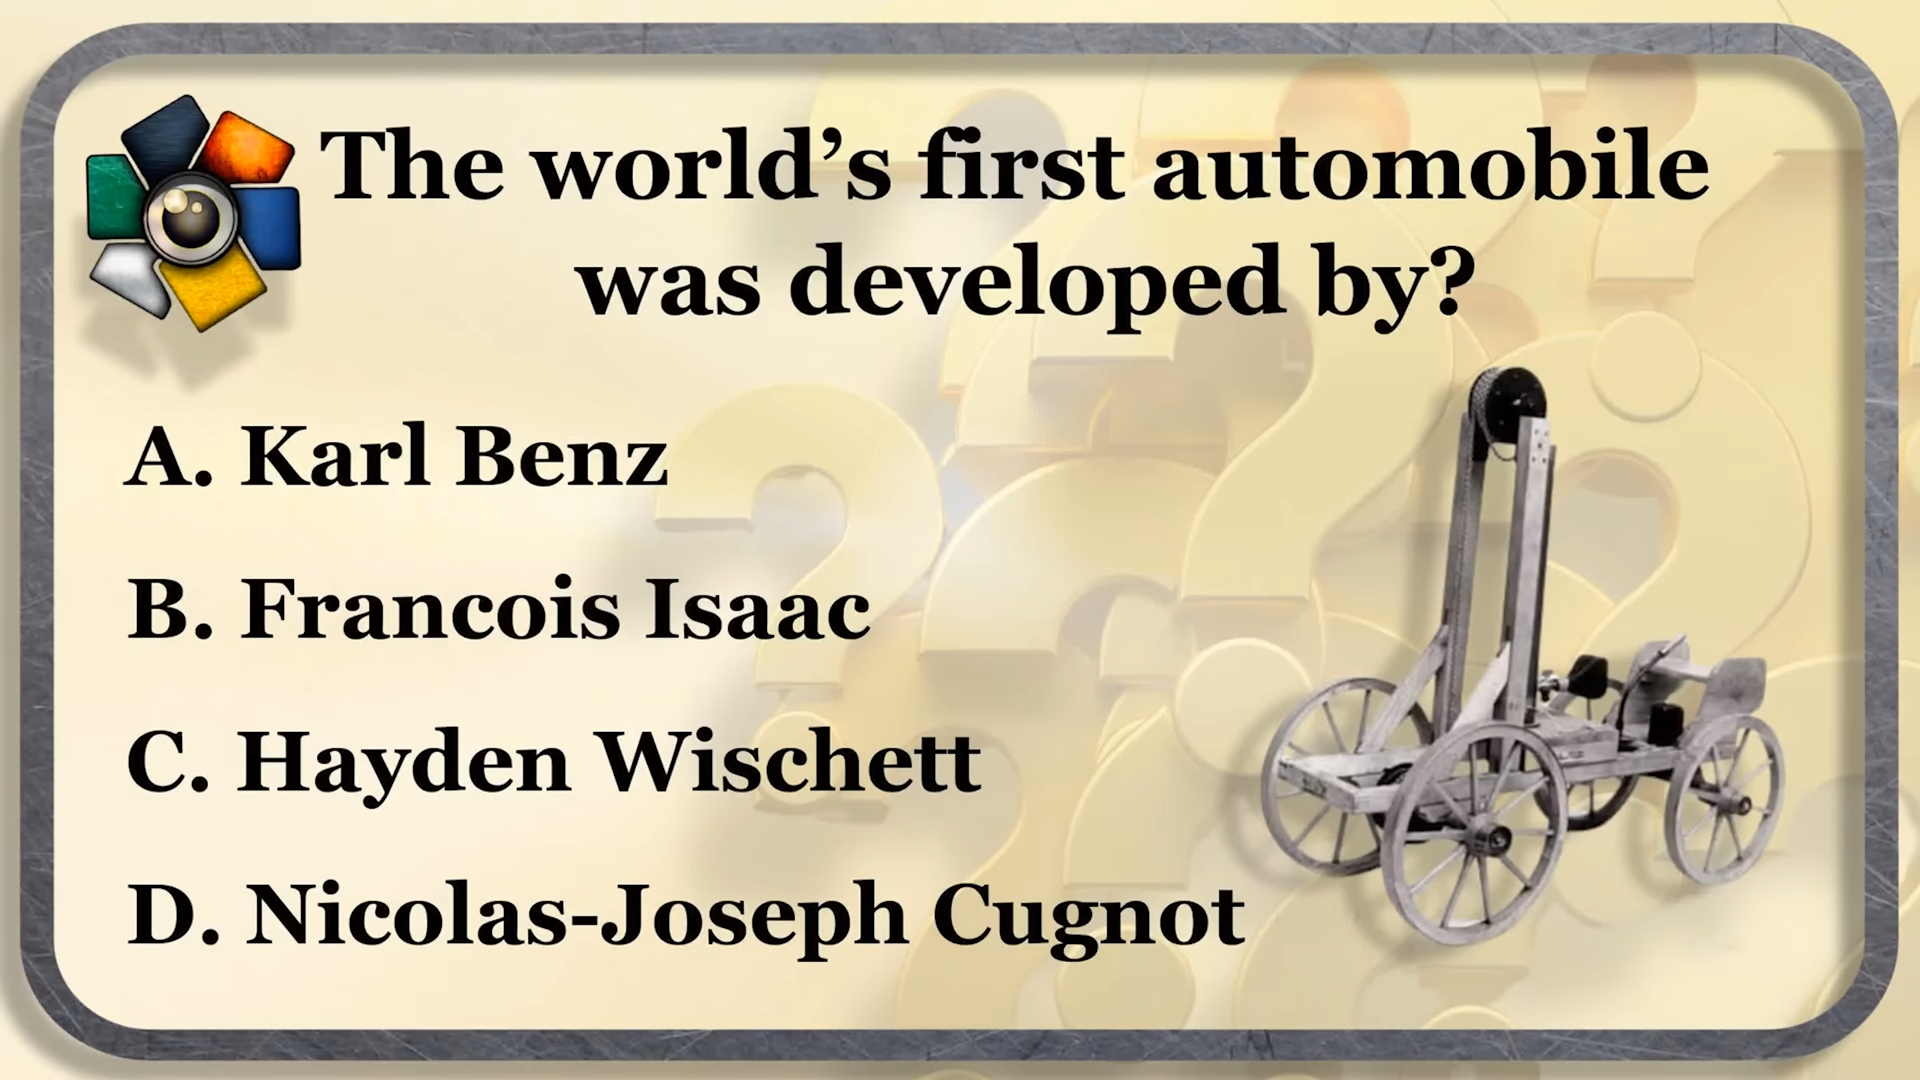 The world’s first automobile
was developed by?
A. Karl Benz
B. Francois Isaac
C. Hayden Wischett
D. Nicolas-Joseph Cugnot